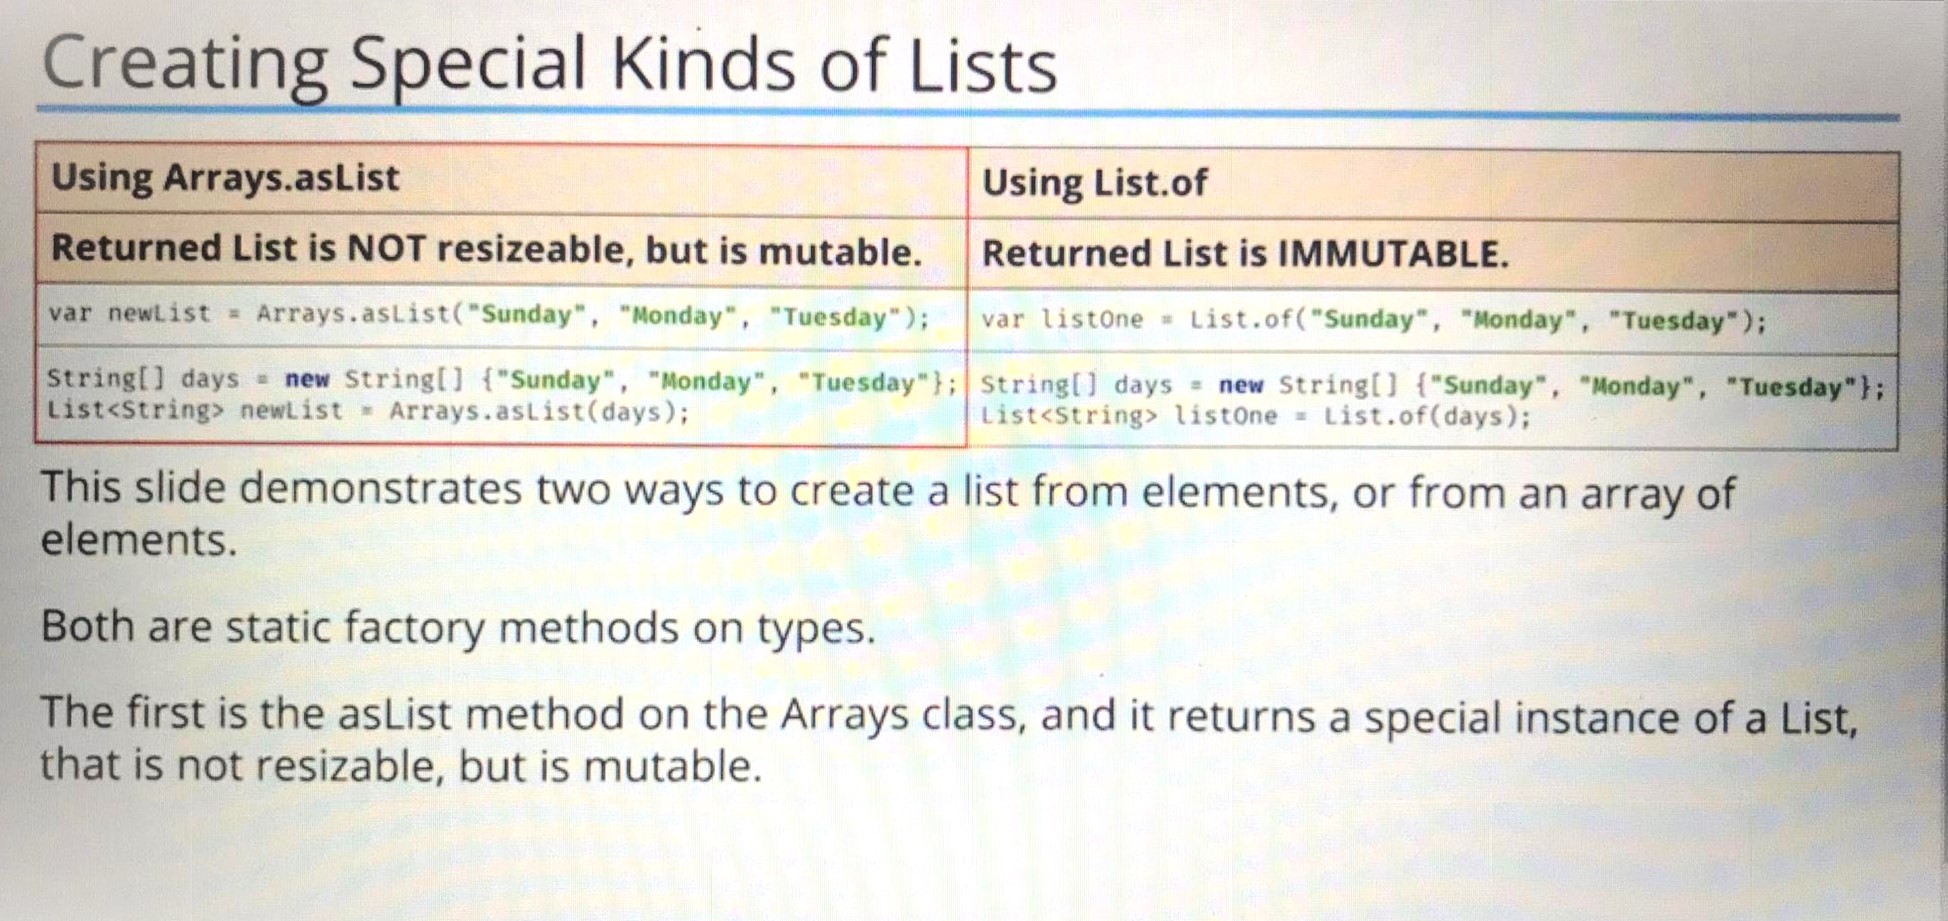 Creating Special Kinds of Lists
Using Arrays.asList
Using List.of
Returned List is NOT resizeable, but is mutable.
Returned List is IMMUTABLE.
var newList = Arrays.asList("Sunday", "Monday", "Tuesday");
var listOne = List.of("Sunday", "Monday", "Tuesday");
String[] days = new String[] {"Sunday", "Monday", "Tuesday"};
List<String> newList = Arrays.asList(days);
String[] days = new String[] {"Sunday", "Monday", "Tuesday"};
List<String> listOne = List.of(days);
This slide demonstrates two ways to create a list from elements, or from an array of
elements.
Both are static factory methods on types.
The first is the asList method on the Arrays class, and it returns a special instance of a List,
that is not resizable, but is mutable.